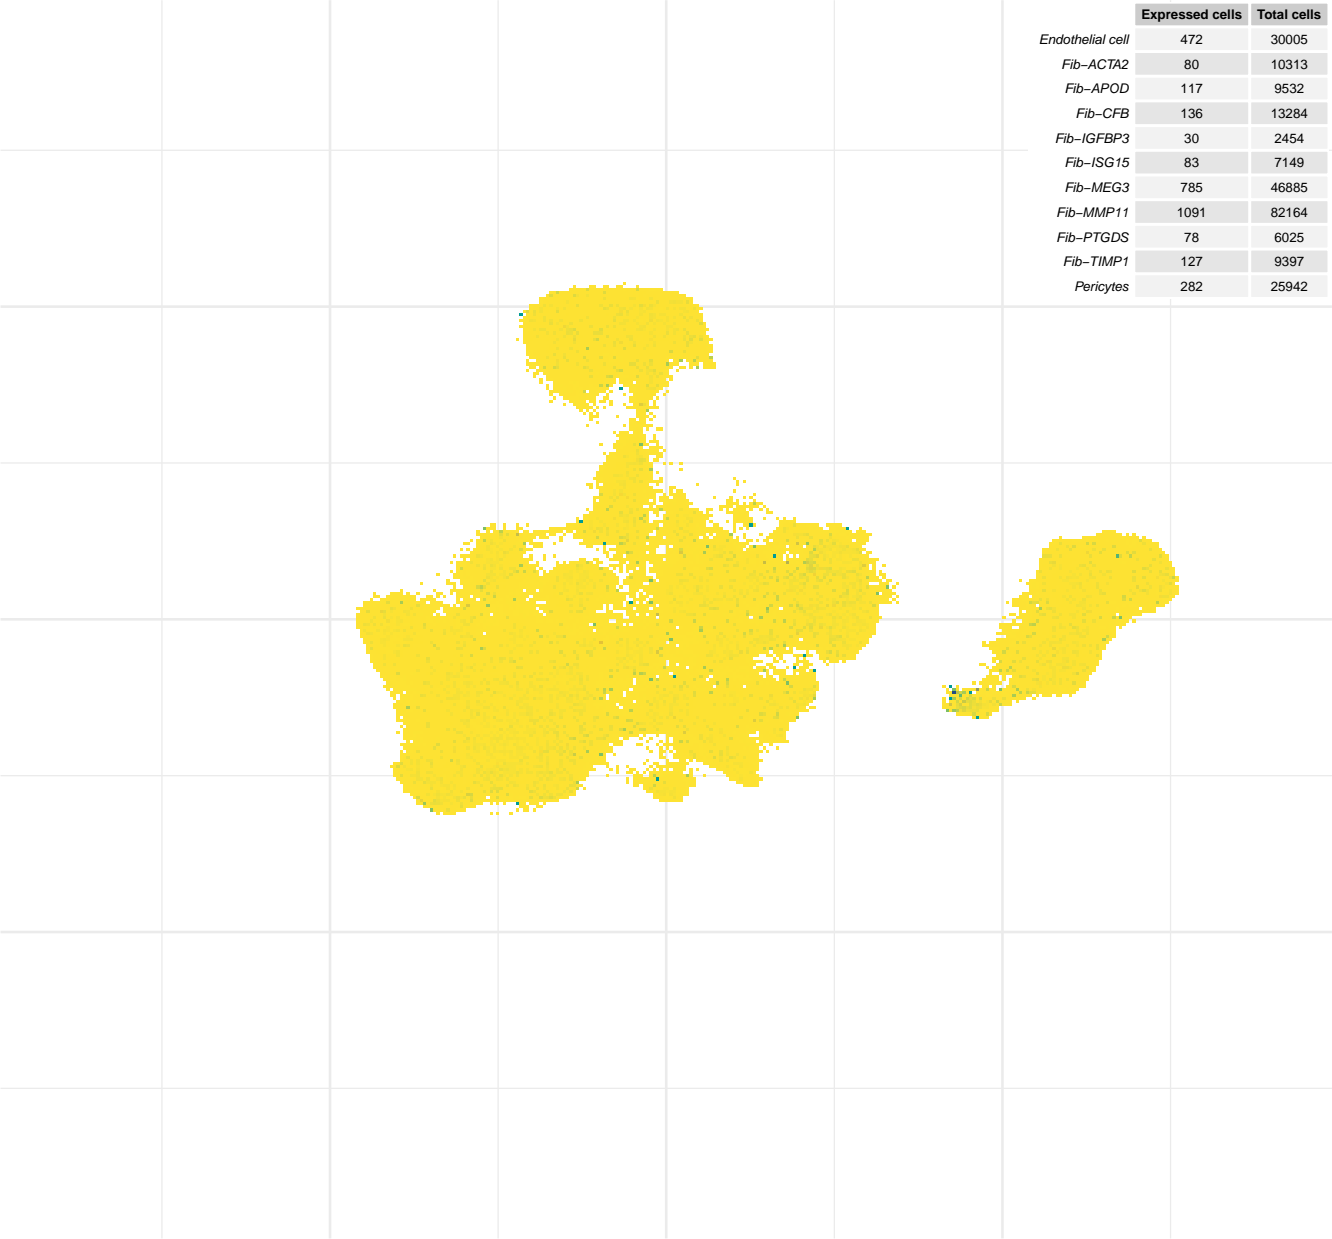 Expressed cells Total cells
Endothelial cell 472 30005
Fib−ACTA2 80 10313
Fib−APOD 117 9532
Fib−CFB 136 13284
Fib−IGFBP3 30 2454
Fib−ISG15 83 7149
Fib−MEG3 785 46885
Fib−MMP11 1091 82164
Fib−PTGDS 78 6025
Fib−TIMP1 127 9397
Pericytes 282 25942